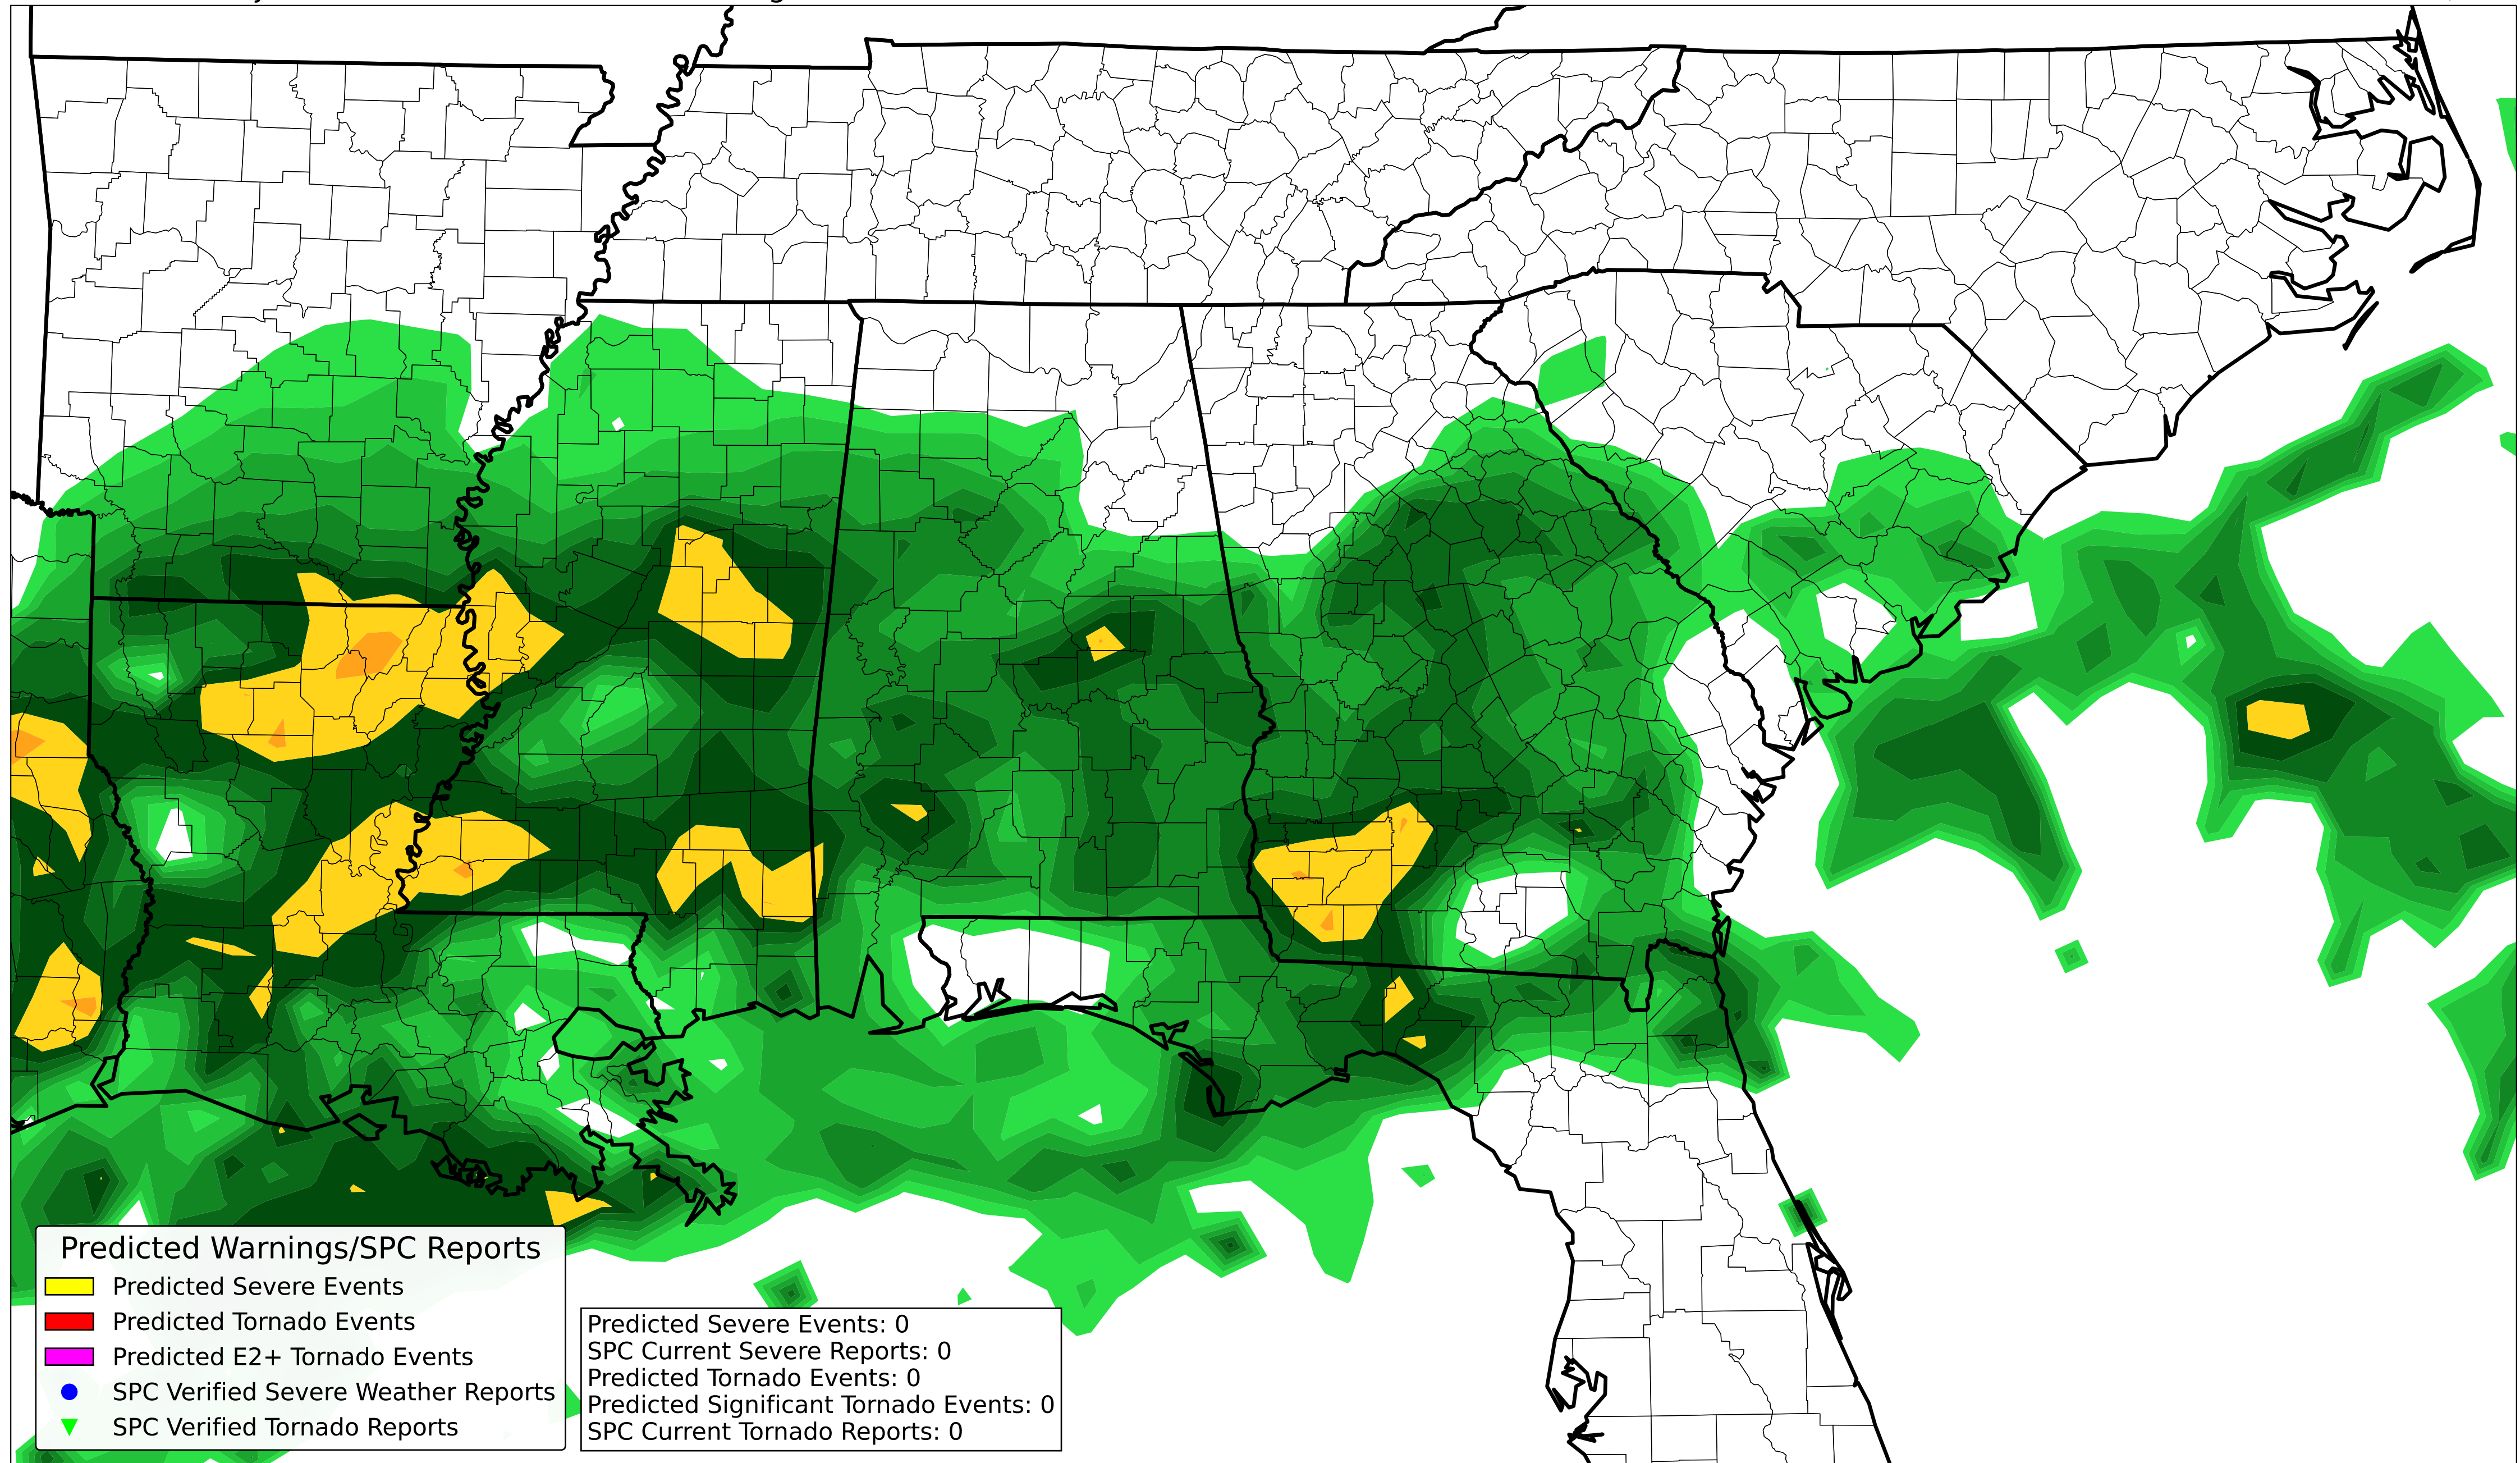 Predicted Warnings/SPC Reports
Predicted Severe Events
Predicted Tornado Events
Predicted E2+ Tornado Events
SPC Verified Severe Weather Reports
SPC Verified Tornado Reports
Predicted Severe Events: 0
SPC Current Severe Reports: 0
Predicted Tornado Events: 0
Predicted Significant Tornado Events: 0
SPC Current Tornado Reports: 0